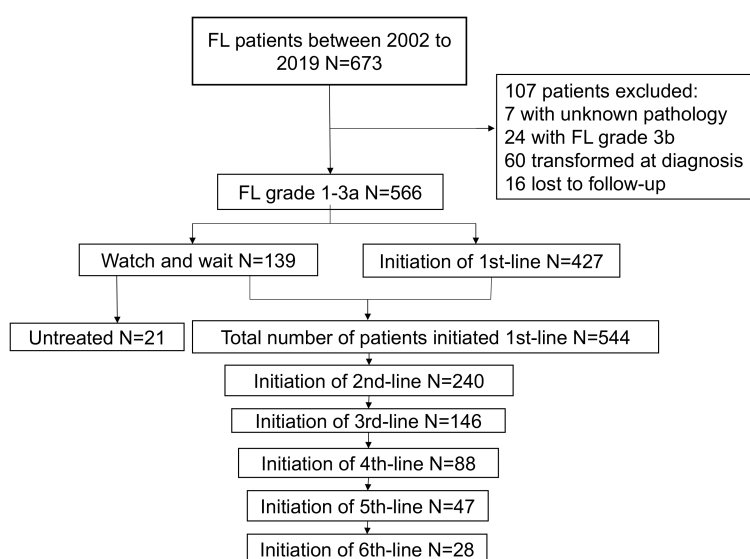 FL patients between 2002 to
2019 N=673
107 patients excluded:
7 with unknown pathology
24 with FL grade 3b
60 transformed at diagnosis
16 lost to follow-up
FL grade 1-3a N=566
Watch and wait N=139
Initiation of 1st-line N=427
Untreated N=21
Total number of patients initiated 1st-line N=544
Initiation of 2nd-line N=240
Initiation of 3rd-line N=146
Initiation of 4th-line N=88
Initiation of 5th-line N=47
Initiation of 6th-line N=28